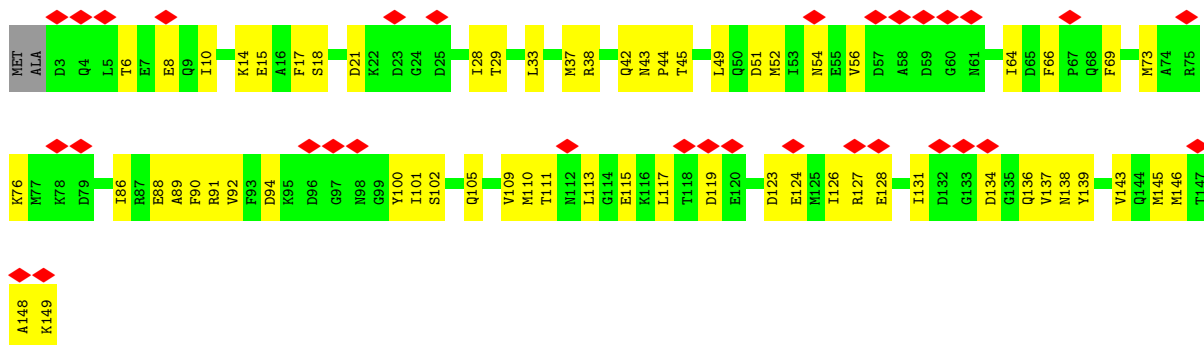 MET ALA D3 Q4 L5 T6 E7 E8 Q9 I10 K14 E15 A16 F17 S18 D21 K22 D23 G24 D25 I28 T29 L33 M37 R38 Q42 N43 P44 T45 L49 Q50 D51 M52 I53 N54 E55 V56 D57 A58 D59 G60 N61 I64 D65 F66 P67 Q68 F69 M73 A74 R75
K76 M77 K78 D79 I86 R87 E88 A89 F90 R91 V92 F93 D94 K95 D96 G97 N98 G99 Y100 I101 S102 Q105 V109 M110 T111 N112 L113 G114 E115 K116 L117 T118 D119 E120 D123 E124 M125 I126 R127 E128 I131 D132 G133 D134 G135 Q136 V137 N138 Y139 V143 Q144 M145 M146 T147
A148 K149